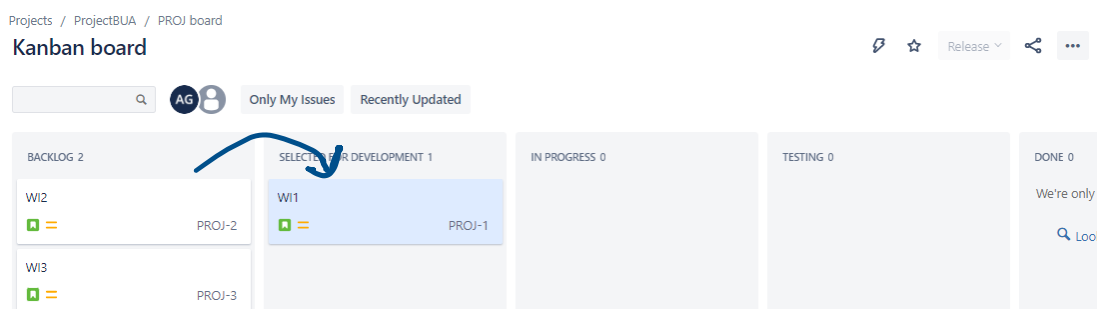 Projects / ProjectBUA / PROJ board
Kanban board
Release
AG
Only My Issues
Recently Updated
BACKLOG 2
SELECTED FOR DEVELOPMENT 1
IN PROGRESS 0
TESTING 0
DONE 0
WI2
PROJ-2
WI1
PROJ-1
We're only
Loo
WI3
PROJ-3